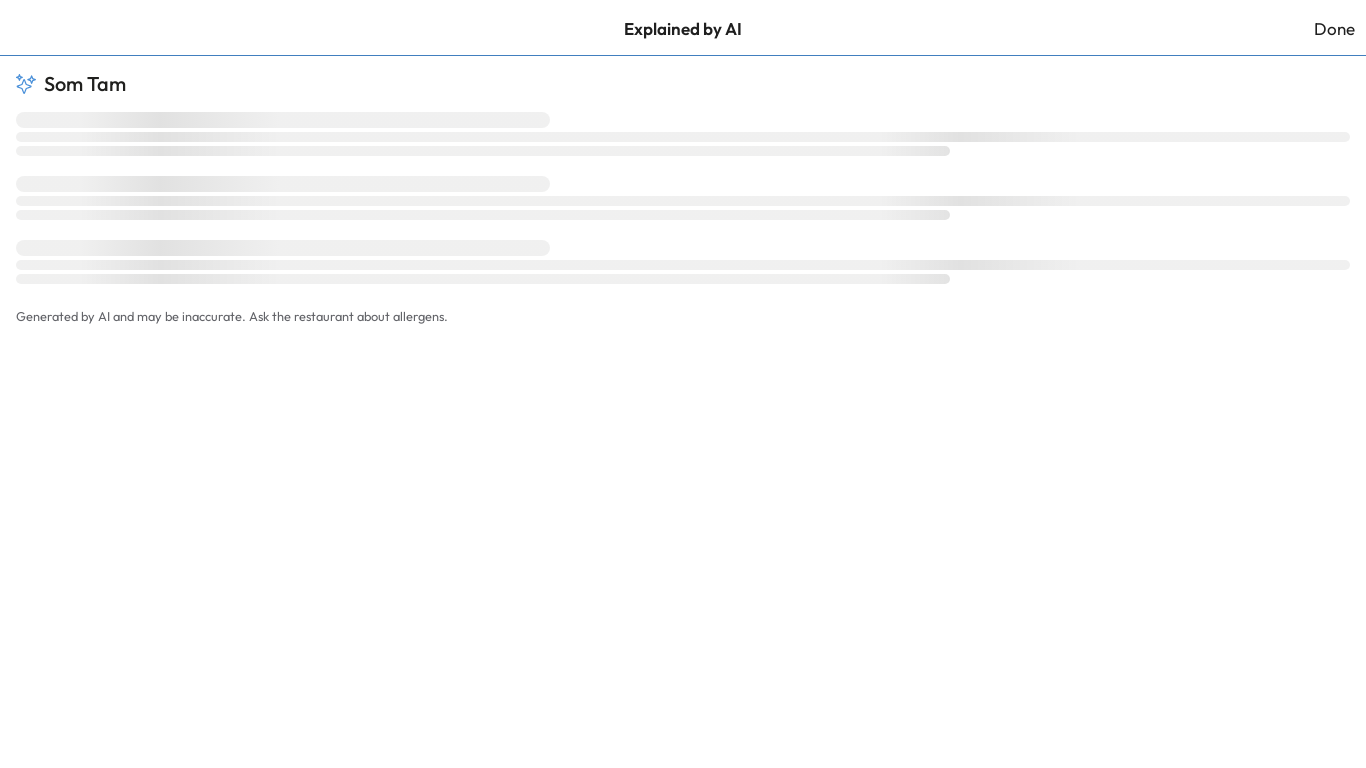 Explained by AI
Done
Som Tam
Generated by AI and may be inaccurate. Ask the restaurant about allergens.